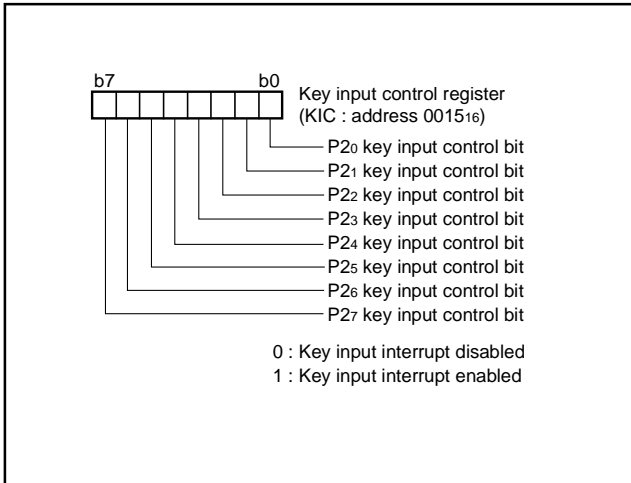 b7 b0
Key input control register
(KIC : address 0015₁₆)
P2₀ key input control bit
P2₁ key input control bit
P2₂ key input control bit
P2₃ key input control bit
P2₄ key input control bit
P2₅ key input control bit
P2₆ key input control bit
P2₇ key input control bit
0 : Key input interrupt disabled
1 : Key input interrupt enabled